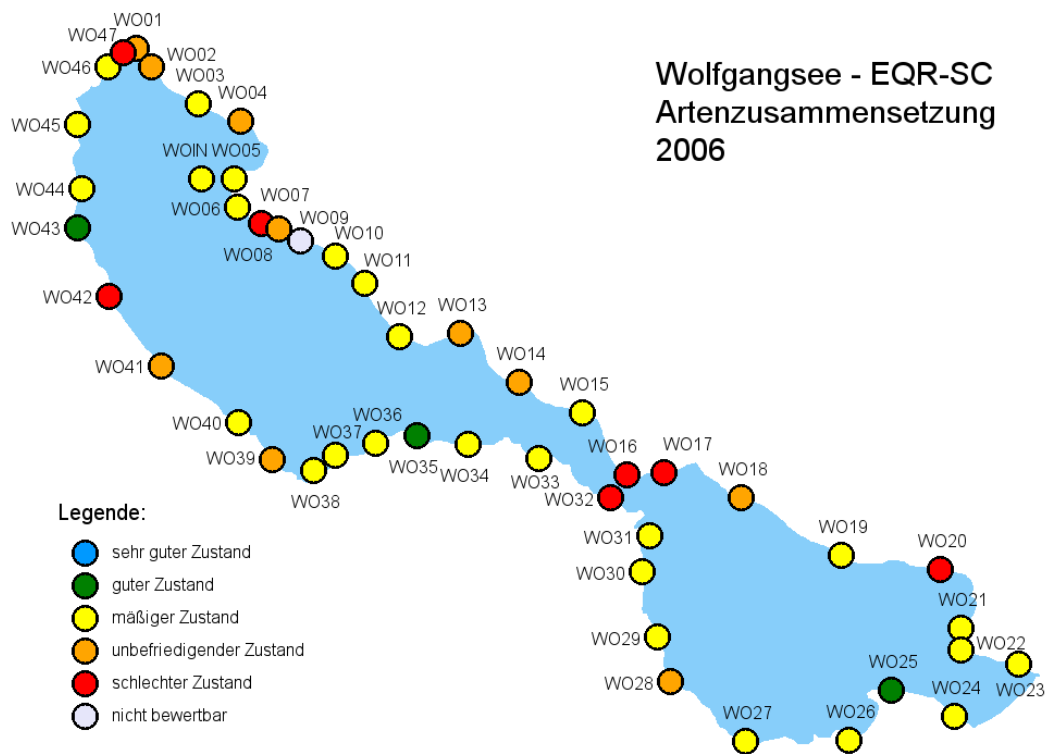 Wolfgangsee - EQR-SC
Artenzusammensetzung
2006
WO01
WO47
WO02
WO46
WO03
WO04
WO45
WOIN WO05
WO44
WO07
WO06
WO09
WO43
WO10
WO08
WO11
WO42
WO12
WO13
WO14
WO41
WO15
WO36
WO40
WO37
WO16
WO17
WO35
WO34
WO39
WO33
WO18
WO38
WO32
WO31
WO19
WO20
WO30
WO21
WO29
WO22
WO25
WO28
WO24
WO23
WO27
WO26
Legende:
sehr guter Zustand
guter Zustand
mäßiger Zustand
unbefriedigender Zustand
schlechter Zustand
nicht bewertbar